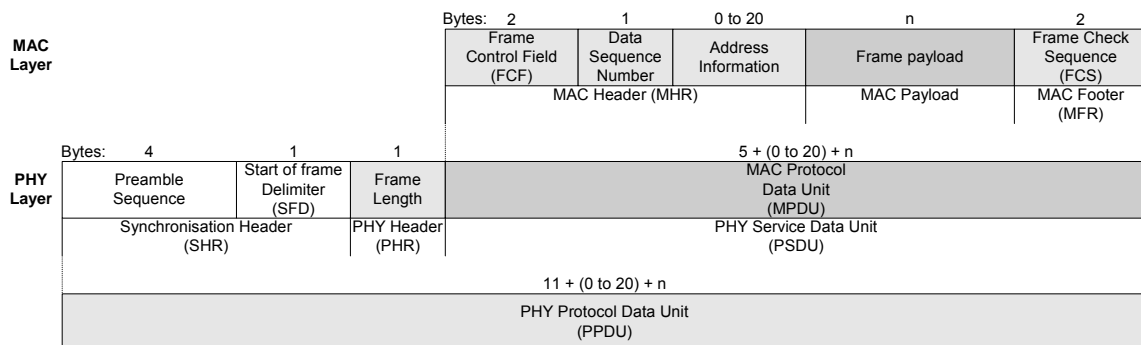 Bytes: 2 1 0 to 20 n 2
MAC
Layer
Frame
Control Field
(FCF)
Data
Sequence
Number
Address
Information
Frame payload
Frame Check
Sequence
(FCS)
MAC Header (MHR)
MAC Payload
MAC Footer
(MFR)
Bytes: 4 1 1 5 + (0 to 20) + n
PHY
Layer
Preamble
Sequence
Start of frame
Delimiter
(SFD)
Frame
Length
MAC Protocol
Data Unit
(MPDU)
Synchronisation Header
(SHR)
PHY Header
(PHR)
PHY Service Data Unit
(PSDU)
11 + (0 to 20) + n
PHY Protocol Data Unit
(PPDU)